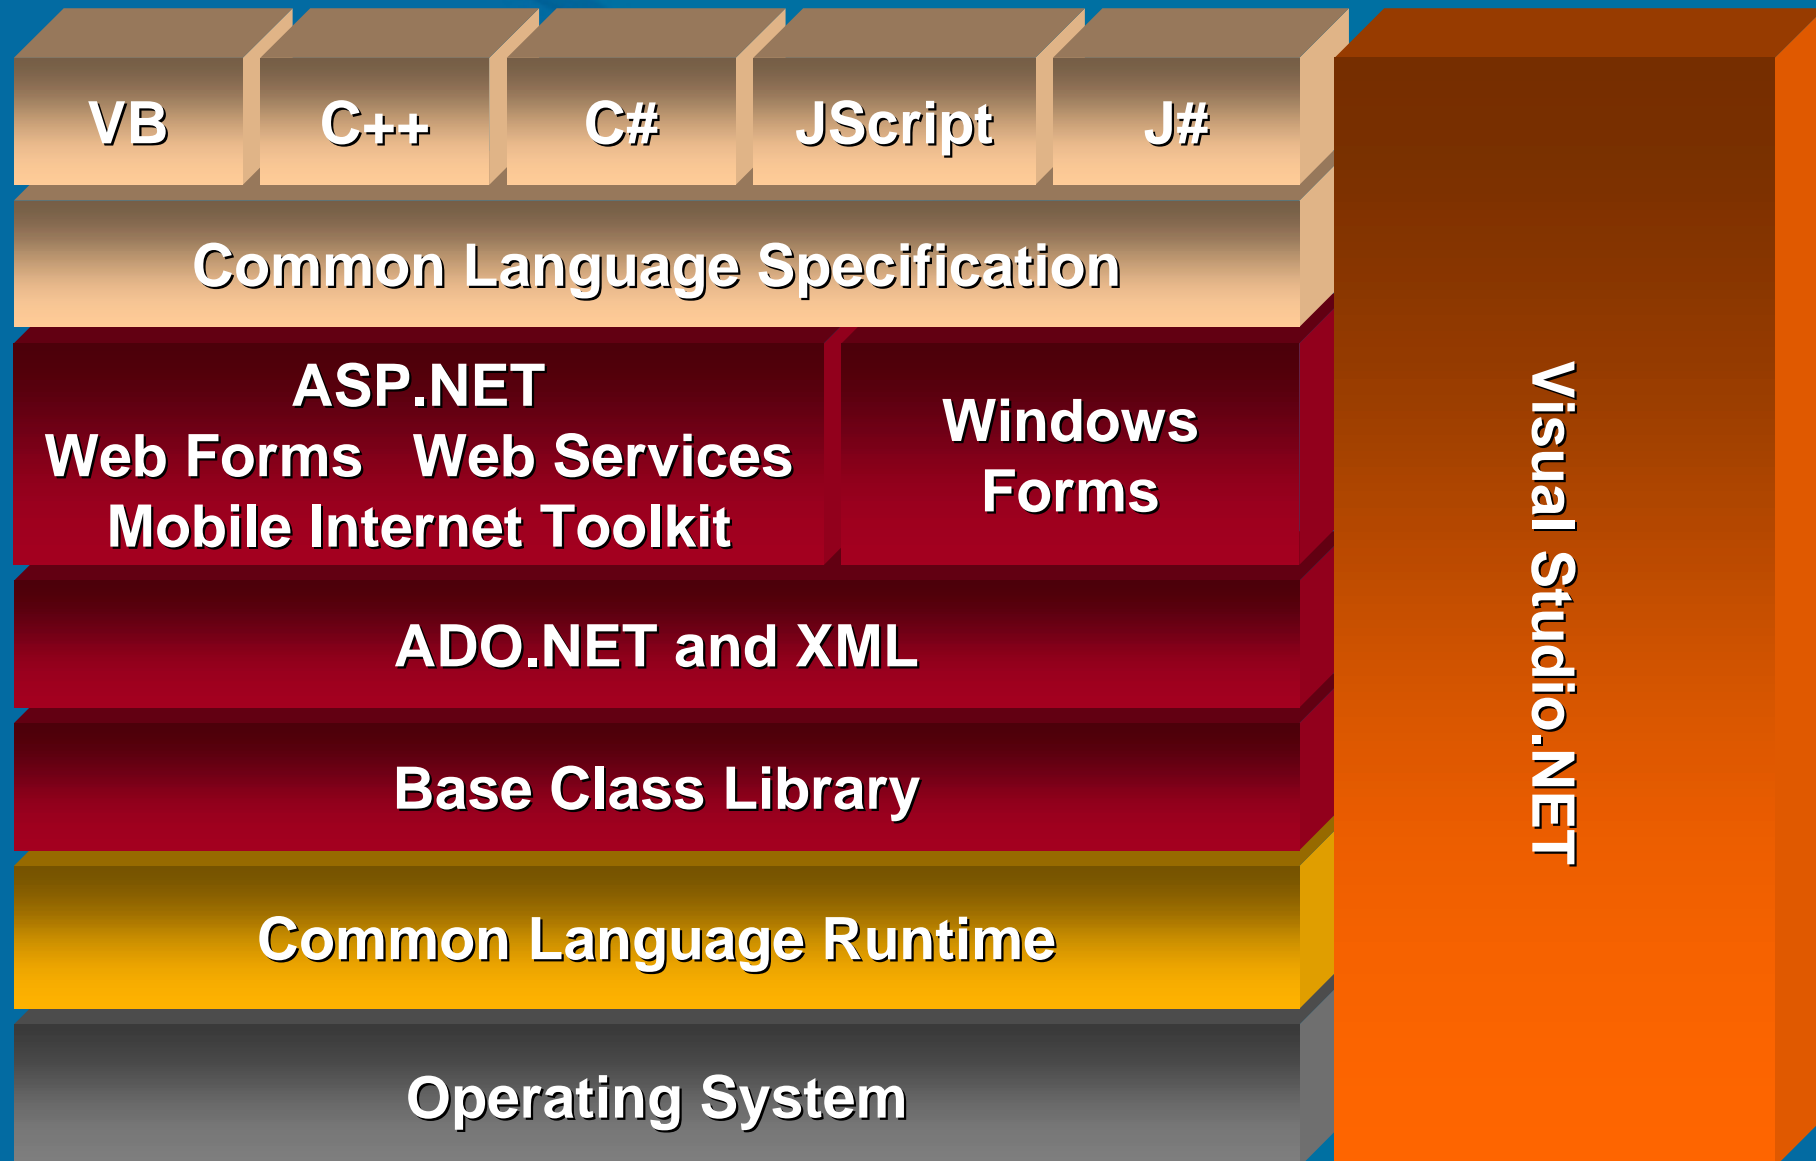 VB
C++
C#
JScript
J#
Common Language Specification
ASP.NET
Web Forms Web Services
Mobile Internet Toolkit
Windows
Forms
ADO.NET and XML
Base Class Library
Common Language Runtime
Operating System
Visual Studio.NET